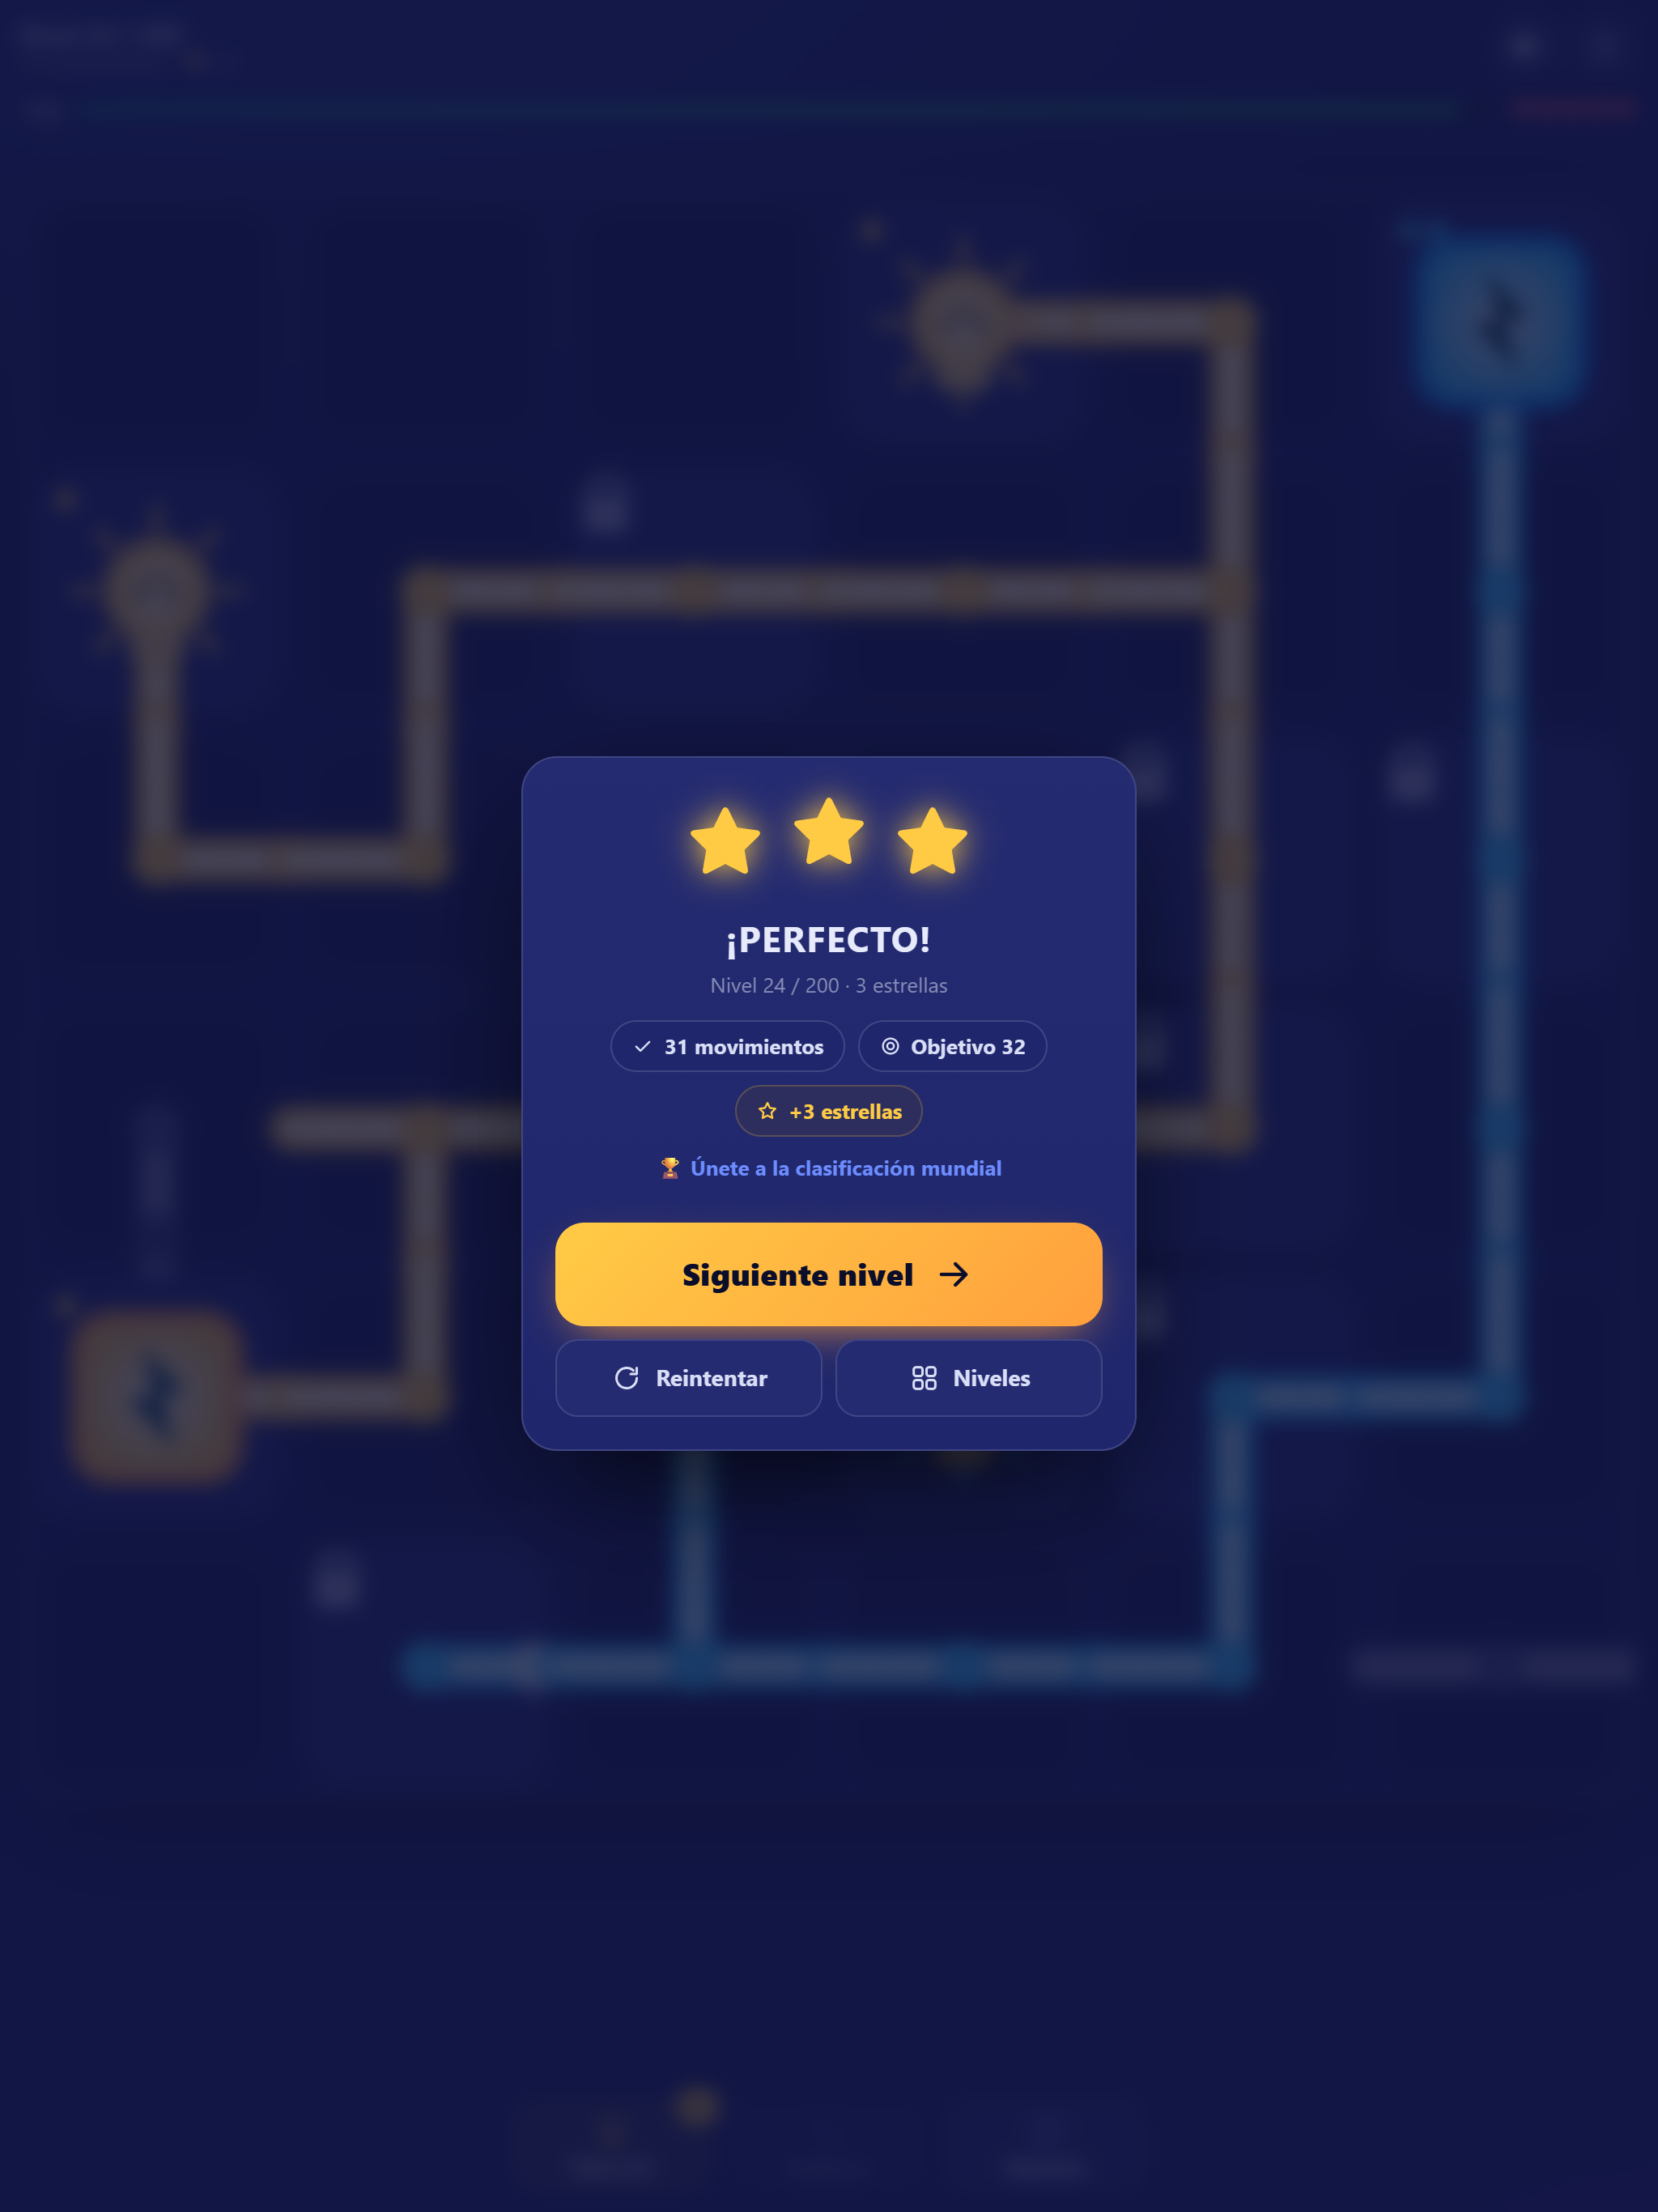 ¡PERFECTO!
Nivel 24 / 200 · 3 estrellas
31 movimientos
Objetivo 32
+3 estrellas
Únete a la clasificación mundial
Siguiente nivel
Reintentar
Niveles